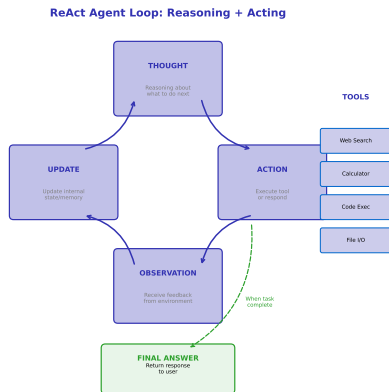 ReAct Agent Loop: Reasoning + Acting
THOUGHT
Reasoning about
what to do next
TOOLS
Web Search
Calculator
Code Exec
File I/O
UPDATE
Update internal
state/memory
ACTION
Execute tool
or respond
OBSERVATION
Receive feedback
from environment
When task
complete
FINAL ANSWER
Return response
to user